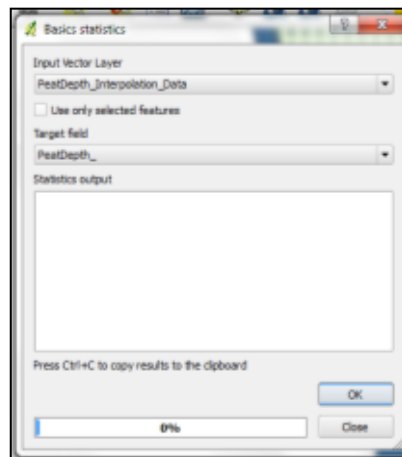 Basics statistics
Input Vector Layer
PeatDepth_Interpolation_Data
Use only selected features
Target field
PeatDepth_
Statistics output
Press Ctrl+C to copy results to the clipboard
OK
0%
Close